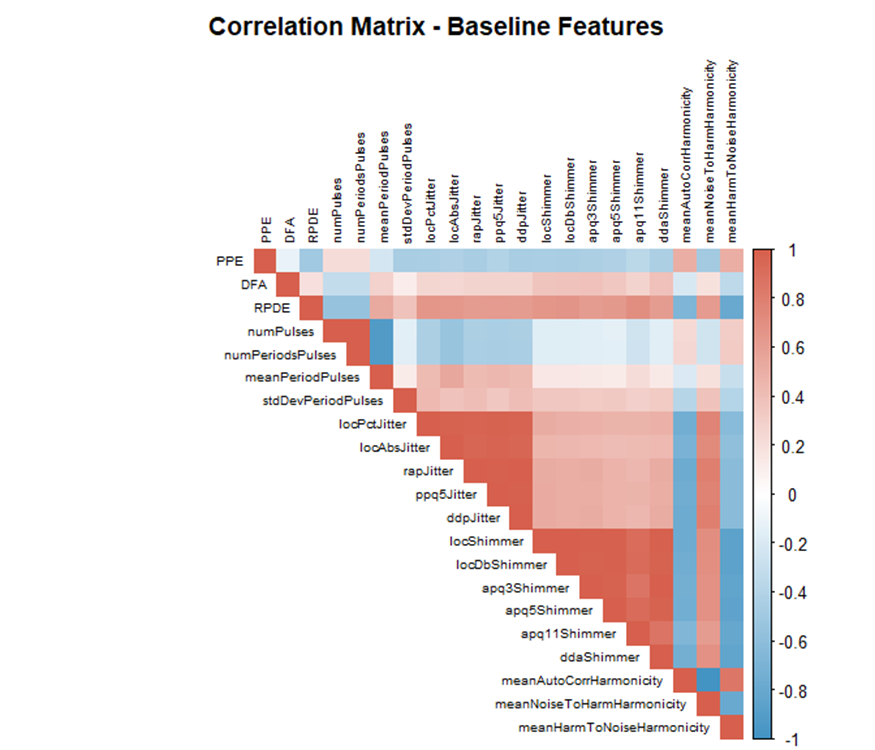 Correlation Matrix - Baseline Features
PPE
DFA
RPDE
numPulses
numPeriodsPulses
meanPeriodPulses
stdDevPeriodPulses
locPctJitter
locAbsJitter
rapJitter
ppq5Jitter
ddpJitter
locShimmer
locDbShimmer
apq3Shimmer
apq5Shimmer
apq11Shimmer
ddaShimmer
meanAutoCorrHarmonicity
meanNoiseToHarmHarmonicity
meanHarmToNoiseHarmonicity
PPE
DFA
RPDE
numPulses
numPeriodsPulses
meanPeriodPulses
stdDevPeriodPulses
locPctJitter
locAbsJitter
rapJitter
ppq5Jitter
ddpJitter
locShimmer
locDbShimmer
apq3Shimmer
apq5Shimmer
apq11Shimmer
ddaShimmer
meanAutoCorrHarmonicity
meanNoiseToHarmHarmonicity
meanHarmToNoiseHarmonicity
1
0.8
0.6
0.4
0.2
0
-0.2
-0.4
-0.6
-0.8
-1